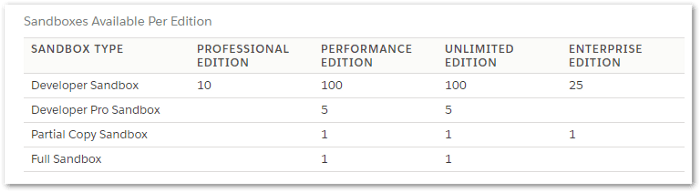 Sandboxes Available Per Edition
SANDBOX TYPE PROFESSIONAL EDITION PERFORMANCE EDITION UNLIMITED EDITION ENTERPRISE EDITION
Developer Sandbox 10 100 100 25
Developer Pro Sandbox 5 5
Partial Copy Sandbox 1 1 1
Full Sandbox 1 1